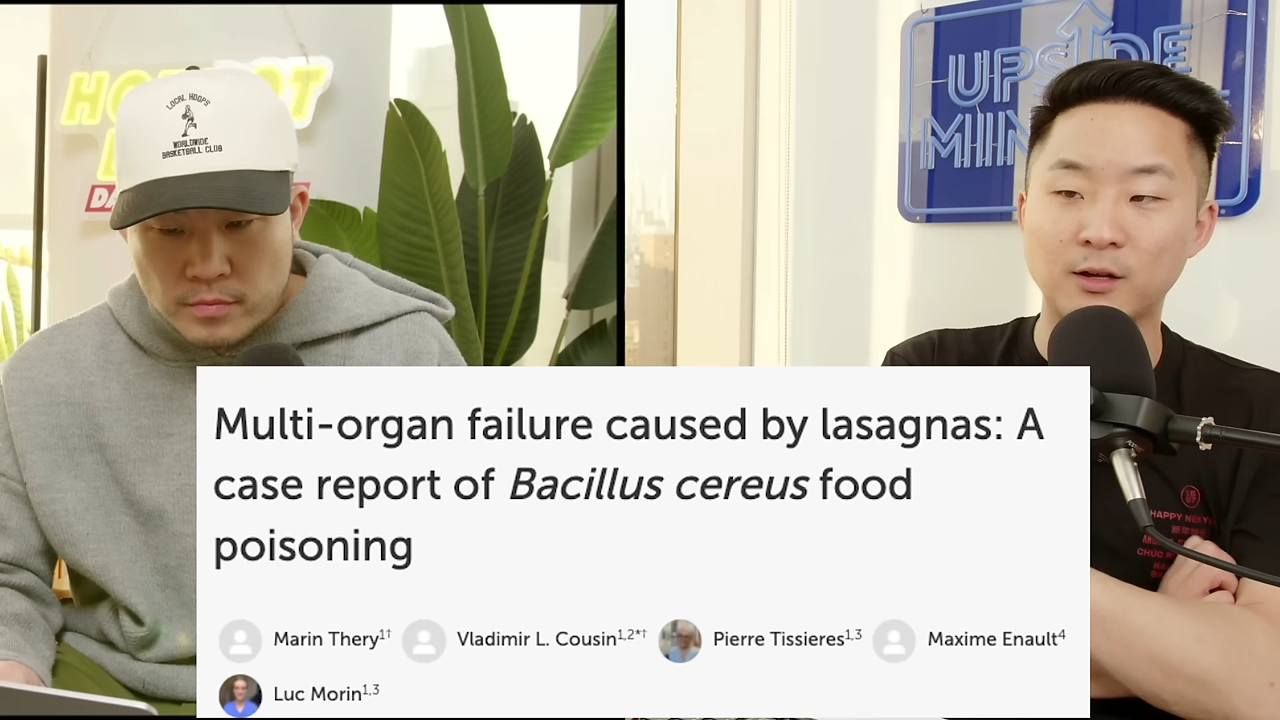 LOCAL HOOPS
WORLDWIDE
BASKETBALL CLUB
UPSIDE
Multi-organ failure caused by lasagnas: A
case report of Bacillus cereus food
poisoning
Marin Thery1† Vladimir L. Cousin1,2*† Pierre Tissieres1,3 Maxime Enault4
Luc Morin1,3
HAPPY NEW